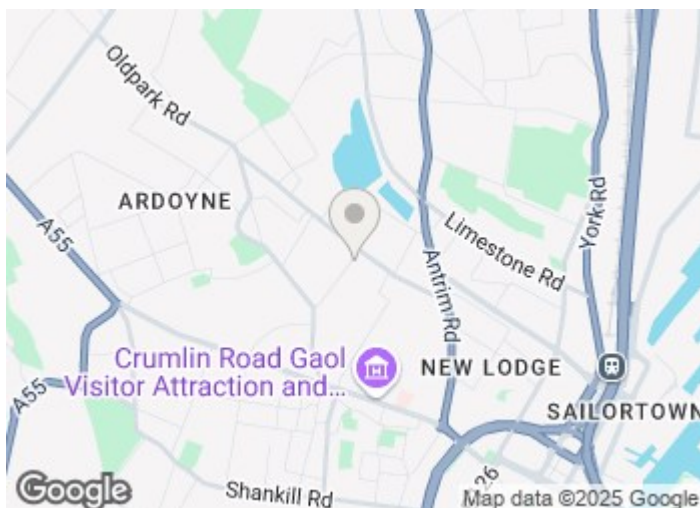 Oldpark Rd
ARDOYNE
A55
Limestone Rd
York Rd
Antrim Rd
Crumlin Road Gaol
Visitor Attraction and...
NEW LODGE
A55
SAILORTOWN
26
Shankill Rd
Google
Map data ©2025 Google